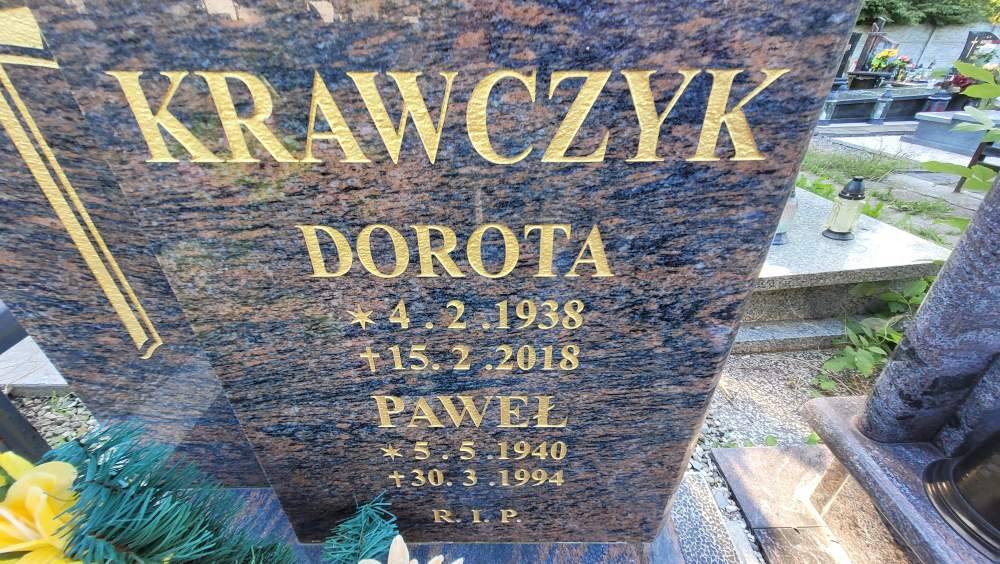 KRAWCZYK
DOROTA
✶ 4.2.1938
† 15.2.2018
PAWEŁ
✶ 5.5.1940
† 30.3.1994
R.I.P.